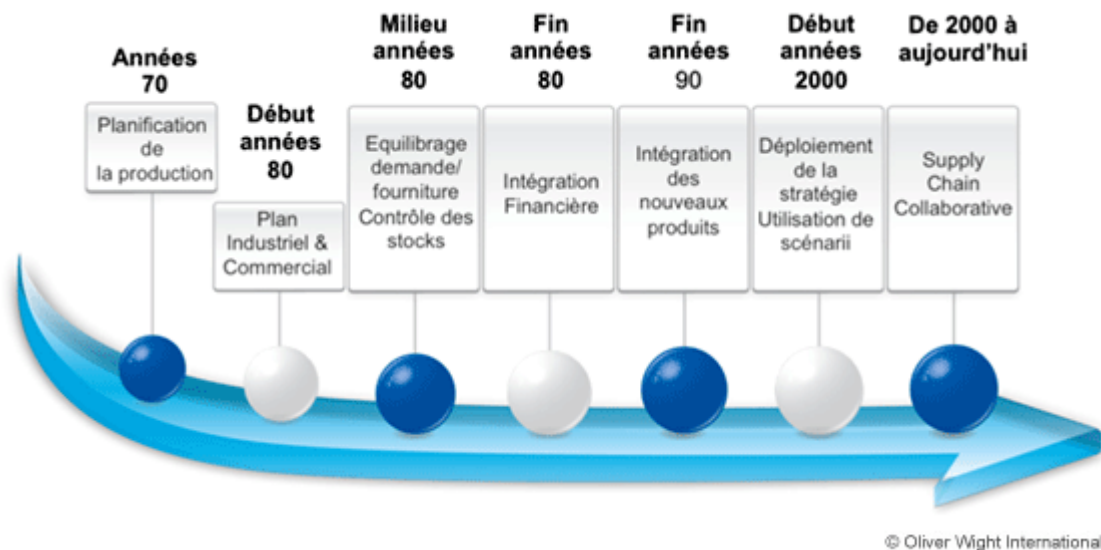 Années
70
Planification
de
la production
Début
années
80
Plan
Industriel &
Commercial
Milieu
années
80
Equilibrage
demande/
fourniture
Contrôle des
stocks
Fin
années
80
Intégration
Financière
Fin
années
90
Intégration
des
nouveaux
produits
Début
années
2000
Déploiement
de la
stratégie
Utilisation de
scénarii
De 2000 à
aujourd'hui
Supply
Chain
Collaborative
© Oliver Wight International